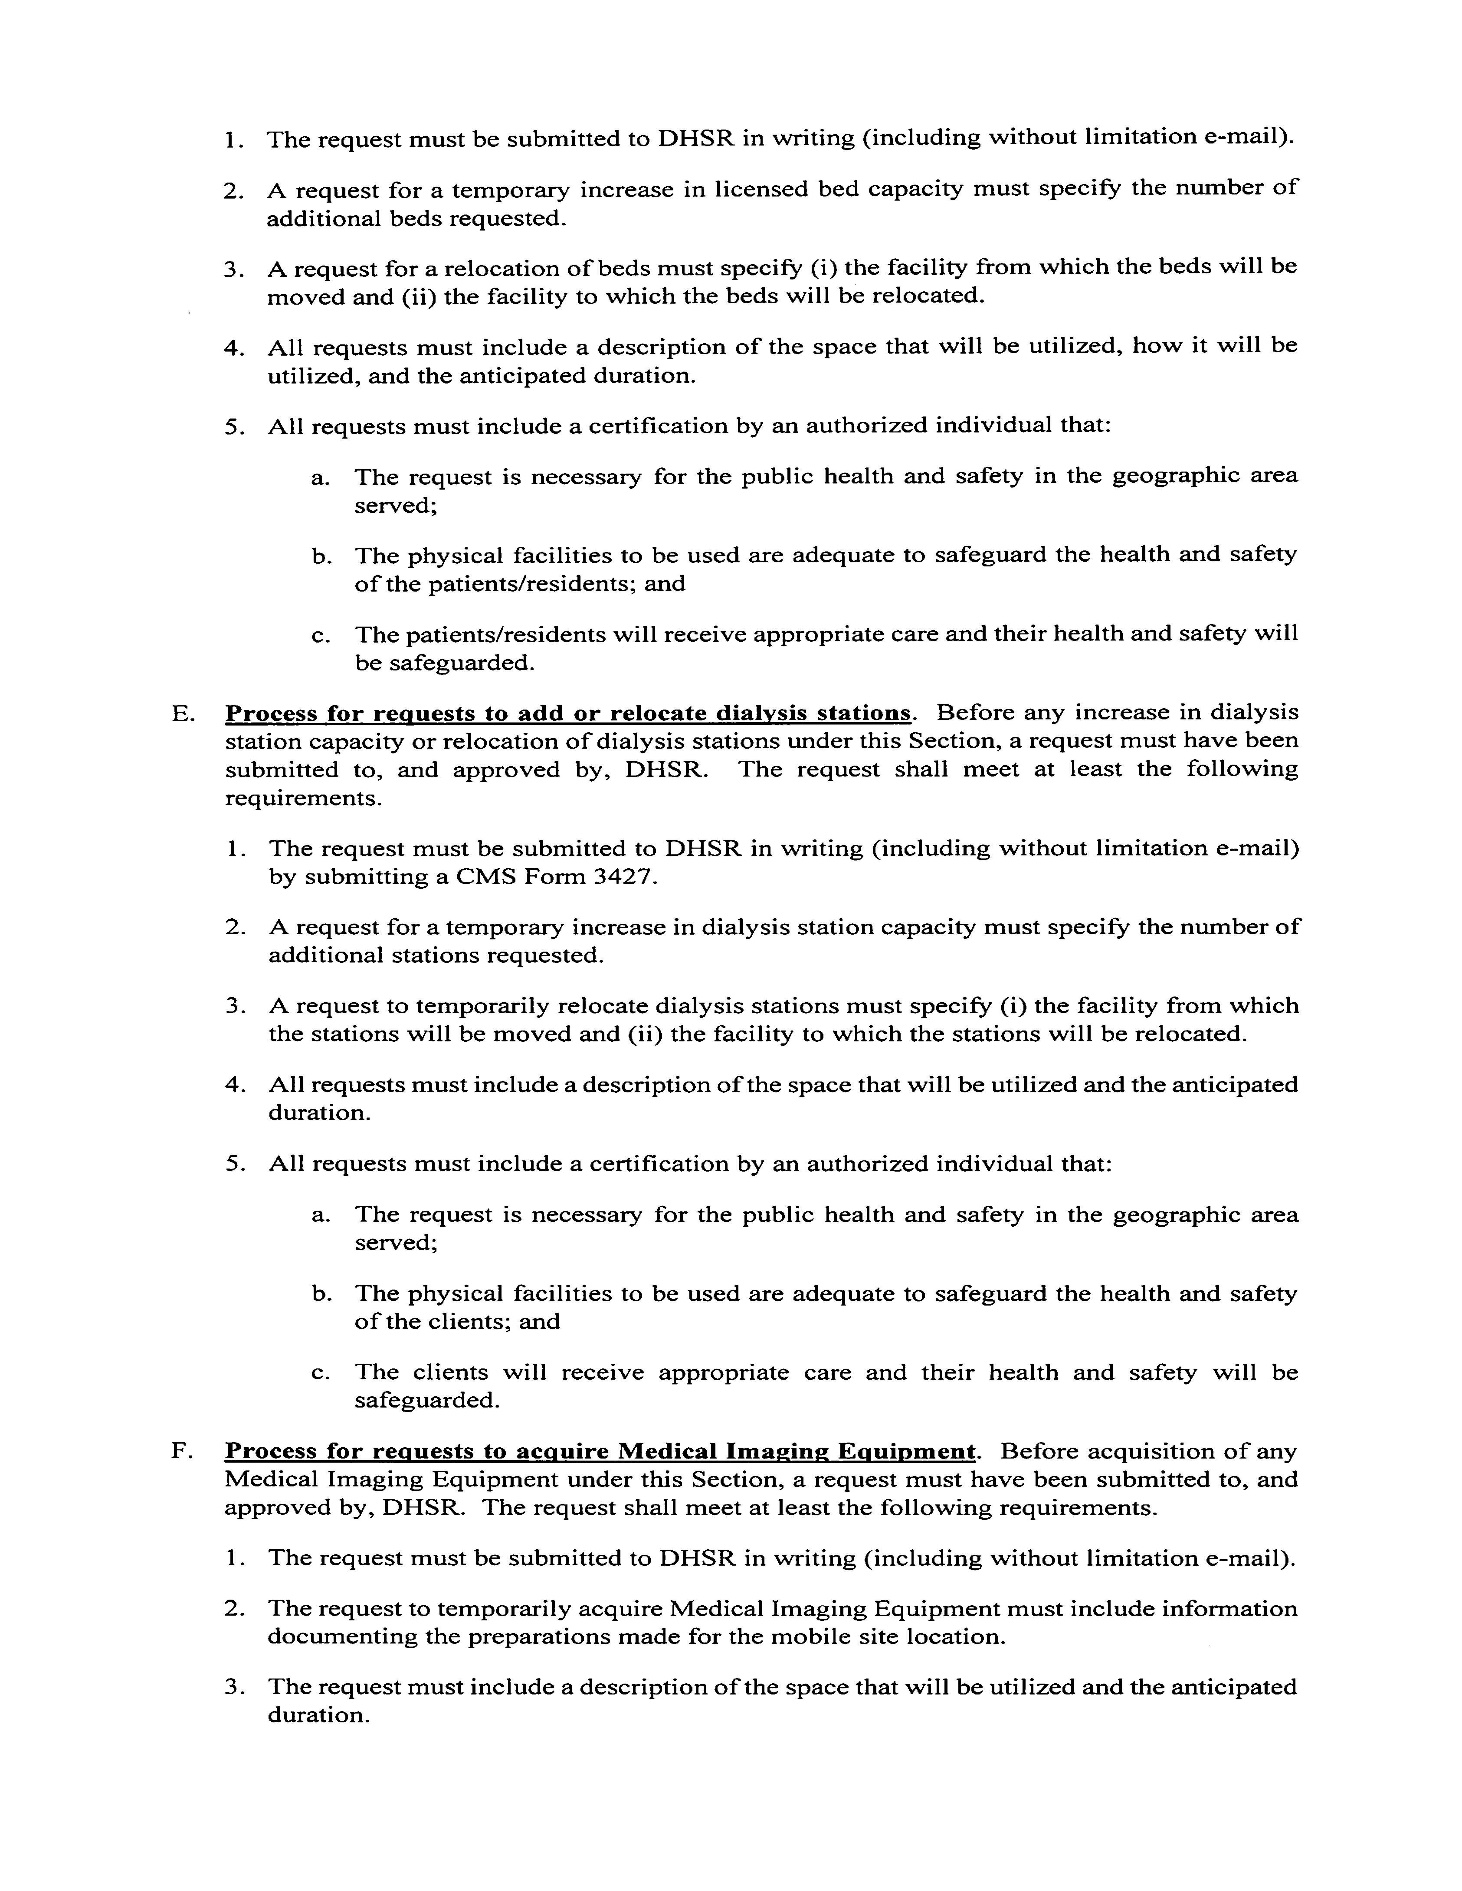 1. The request must be submitted to DHSR in writing (including without limitation e-mail).
2. A request for a temporary increase in licensed bed capacity must specify the number of
additional beds requested.
3. A request for a relocation of beds must specify (i) the facility from which the beds will be
moved and (ii) the facility to which the beds will be relocated.
4. All requests must include a description of the space that will be utilized, how it will be
utilized, and the anticipated duration.
5. All requests must include a certification by an authorized individual that:
a. The request is necessary for the public health and safety in the geographic area
served;
b. The physical facilities to be used are adequate to safeguard the health and safety
of the patients/residents; and
c. The patients/residents will receive appropriate care and their health and safety will
be safeguarded.
E. Process for requests to add or relocate dialysis stations. Before any increase in dialysis
station capacity or relocation of dialysis stations under this Section, a request must have been
submitted to, and approved by, DHSR. The request shall meet at least the following
requirements.
1. The request must be submitted to DHSR in writing (including without limitation e-mail)
by submitting a CMS Form 3427.
2. A request for a temporary increase in dialysis station capacity must specify the number of
additional stations requested.
3. A request to temporarily relocate dialysis stations must specify (i) the facility from which
the stations will be moved and (ii) the facility to which the stations will be relocated.
4. All requests must include a description of the space that will be utilized and the anticipated
duration.
5. All requests must include a certification by an authorized individual that:
a. The request is necessary for the public health and safety in the geographic area
served;
b. The physical facilities to be used are adequate to safeguard the health and safety
of the clients; and
c. The clients will receive appropriate care and their health and safety will be
safeguarded.
F. Process for requests to acquire Medical Imaging Equipment. Before acquisition of any
Medical Imaging Equipment under this Section, a request must have been submitted to, and
approved by, DHSR. The request shall meet at least the following requirements.
1. The request must be submitted to DHSR in writing (including without limitation e-mail).
2. The request to temporarily acquire Medical Imaging Equipment must include information
documenting the preparations made for the mobile site location.
3. The request must include a description of the space that will be utilized and the anticipated
duration.